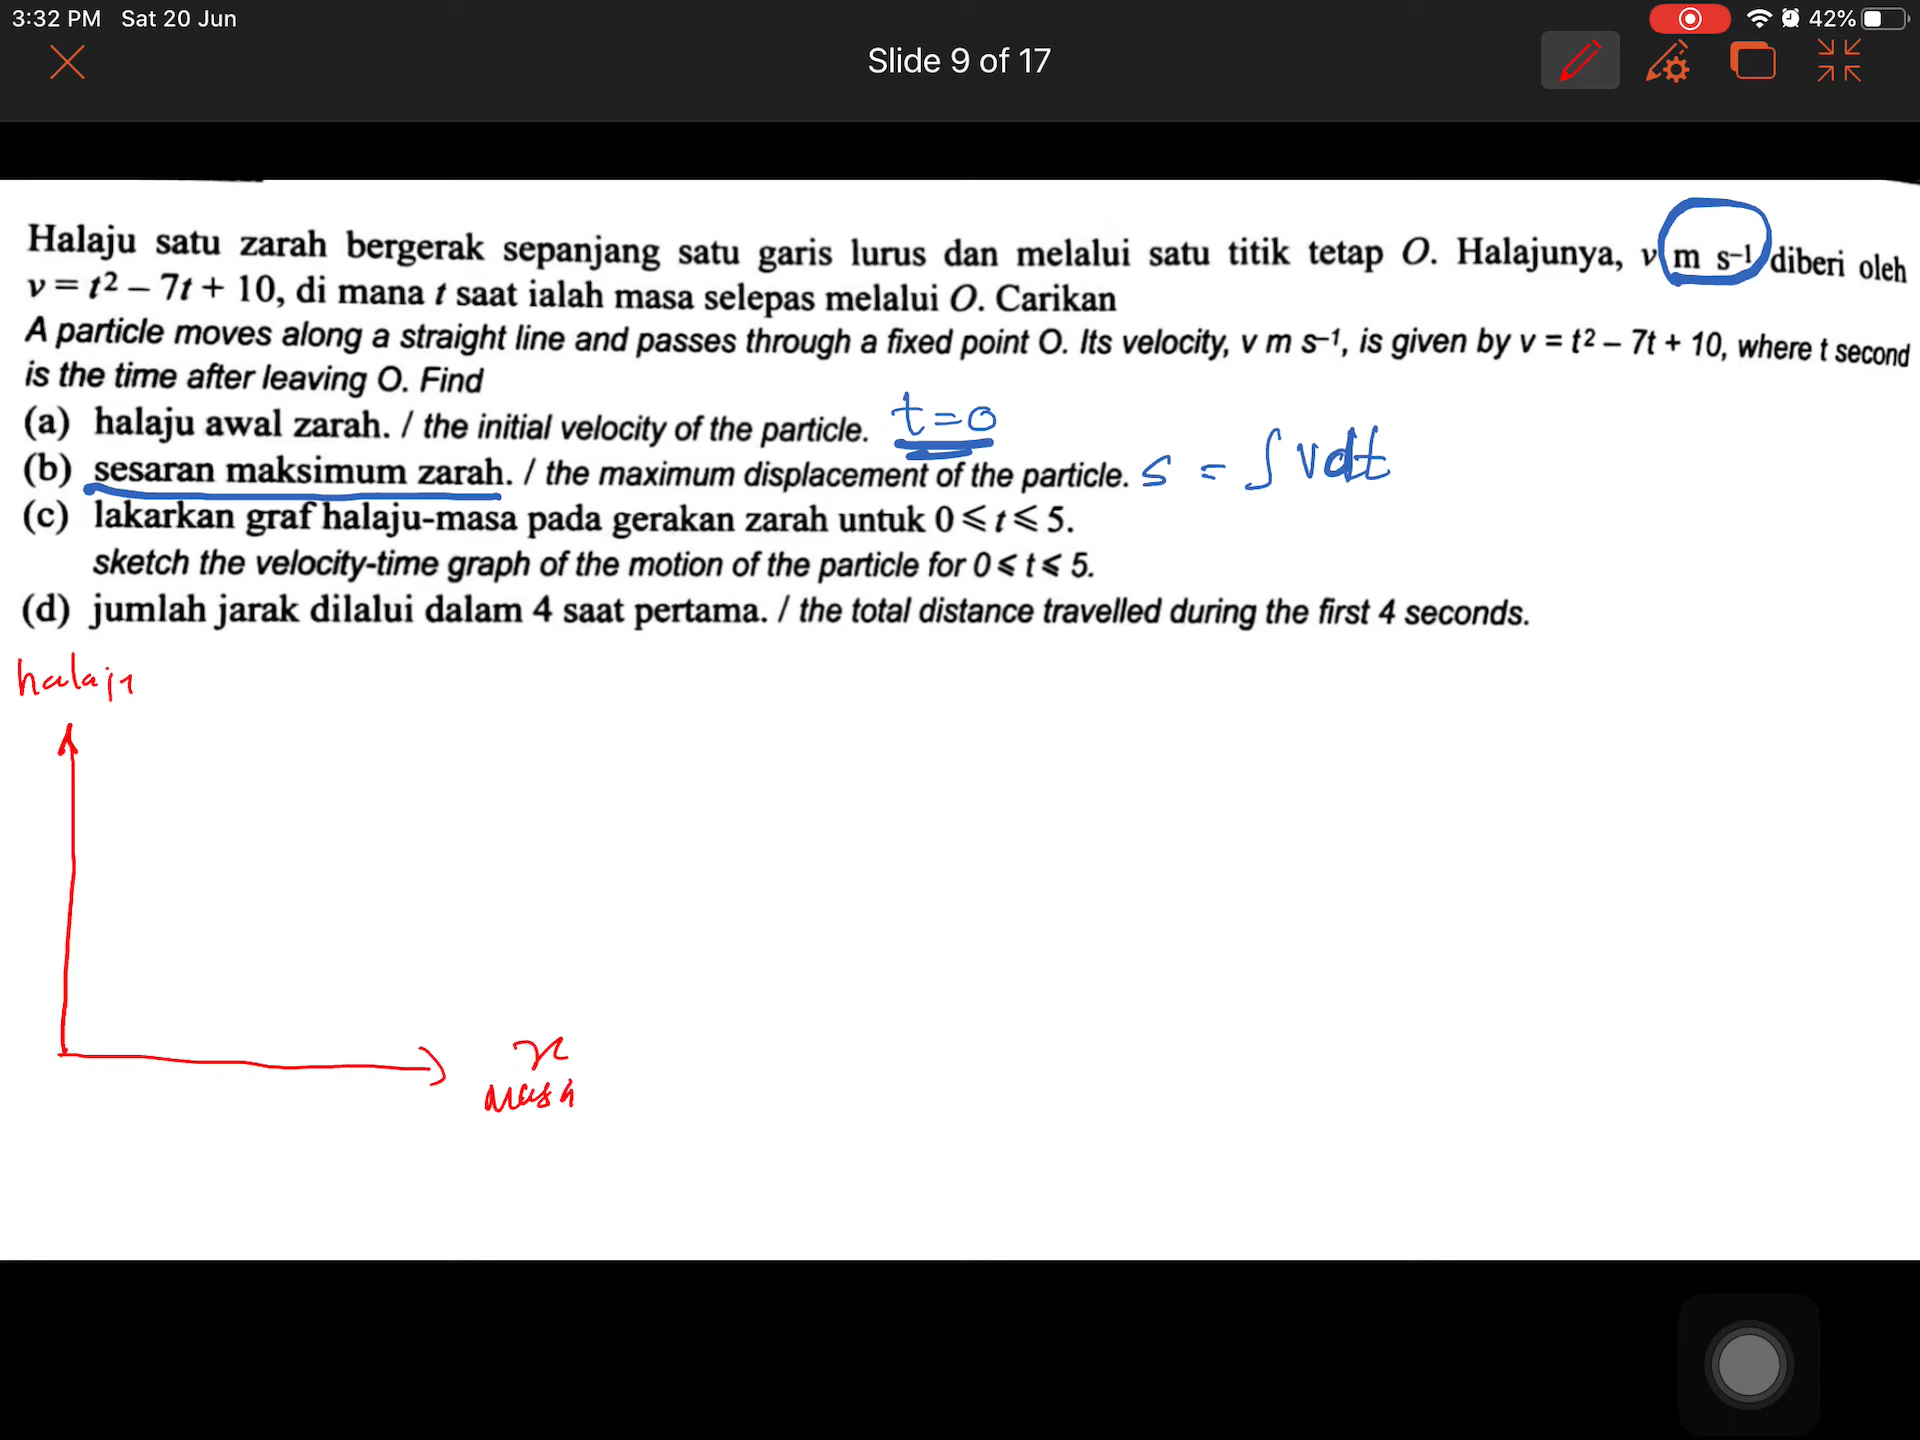 3:32 PM Sat 20 Jun 42%
Slide 9 of 17
Halaju satu zarah bergerak sepanjang satu garis lurus dan melalui satu titik tetap O. Halajunya, v m s⁻¹ diberi oleh
v = t² – 7t + 10, di mana t saat ialah masa selepas melalui O. Carikan
A particle moves along a straight line and passes through a fixed point O. Its velocity, v m s⁻¹, is given by v = t² – 7t + 10, where t second
is the time after leaving O. Find
(a) halaju awal zarah. / the initial velocity of the particle. t = 0
(b) sesaran maksimum zarah. / the maximum displacement of the particle. s = ∫ v dt
(c) lakarkan graf halaju-masa pada gerakan zarah untuk 0 ⩽ t ⩽ 5.
sketch the velocity-time graph of the motion of the particle for 0 ⩽ t ⩽ 5.
(d) jumlah jarak dilalui dalam 4 saat pertama. / the total distance travelled during the first 4 seconds.
halaju
x
masa